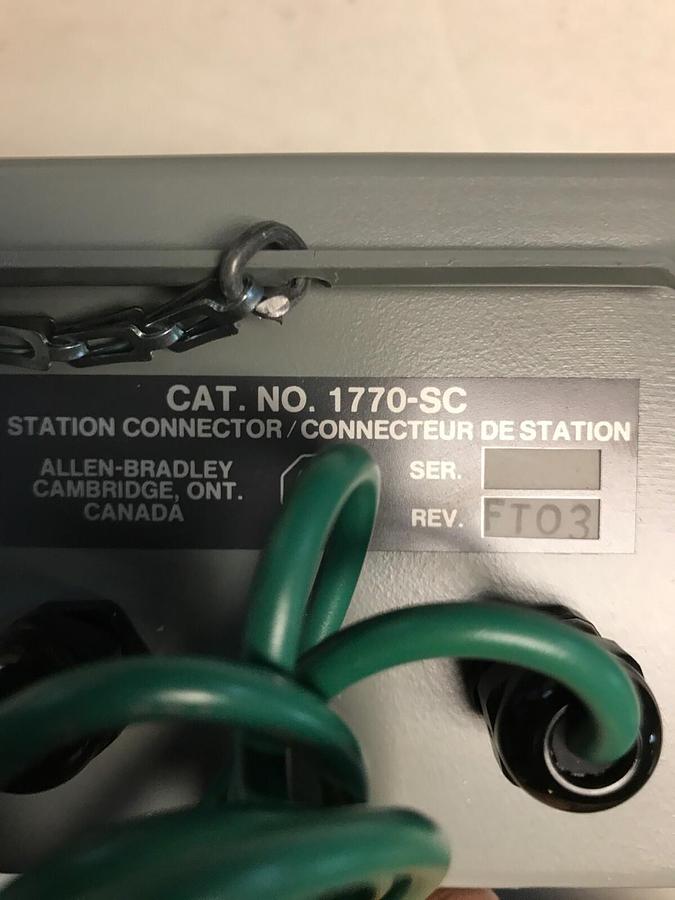 CAT. NO. 1770-SC
STATION CONNECTOR / CONNECTEUR DE STATION
ALLEN-BRADLEY
CAMBRIDGE, ONT.
CANADA
SER.
REV. FT03